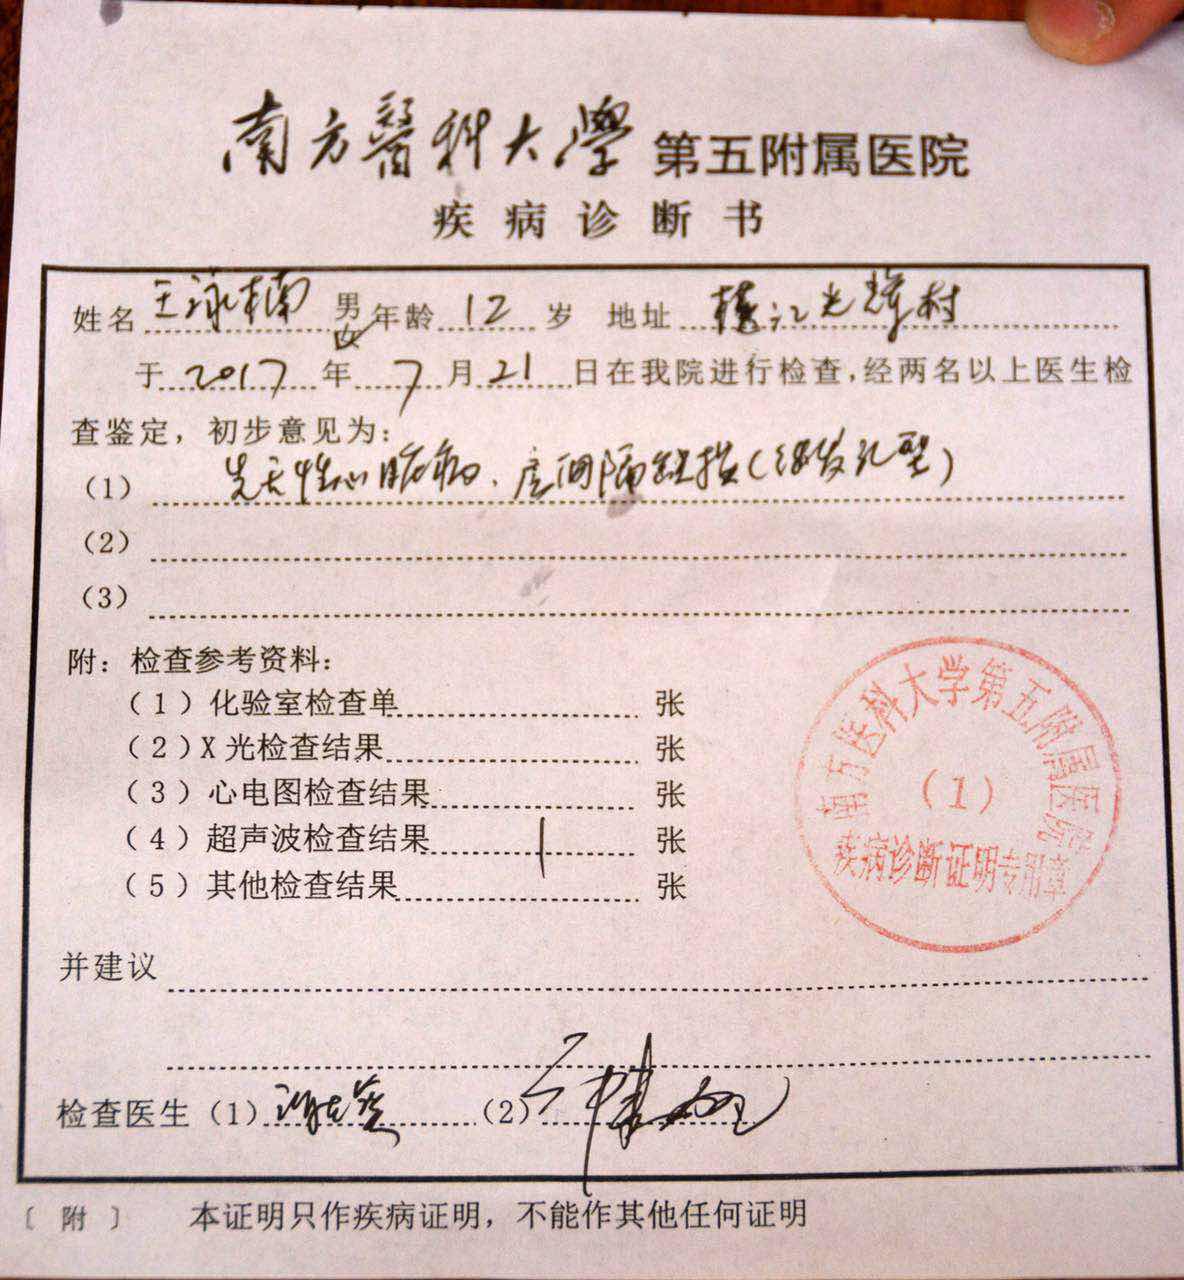 南方醫科大學 第五附属医院
疾病诊断书
姓名 王泳楠 男 女 年龄 12 岁 地址 光辉村
于 2017 年 7 月 21 日在我院进行检查,经两名以上医生检
查鉴定，初步意见为：
(1) 先天性心脏病、房间隔缺损(继发孔型)
(2)
(3)
附：检查参考资料：
(1)化验室检查单 张
(2)X光检查结果 张
(3)心电图检查结果 张
(4)超声波检查结果 1 张
(5)其他检查结果 张
南方医科大学第五附属医院
(1)
疾病诊断证明专用章
并建议
检查医生 (1) (2)
〔附〕 本证明只作疾病证明，不能作其他任何证明